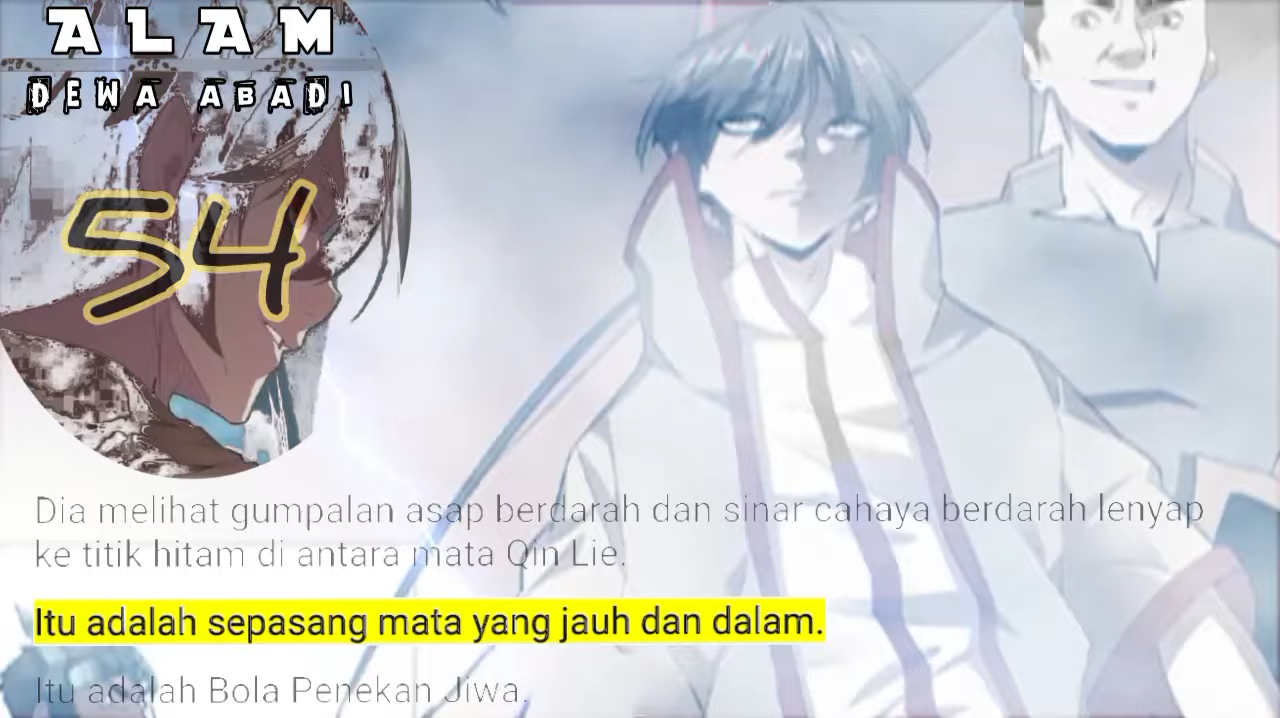 ALAM
DEWA ABADI
54
Dia melihat gumpalan asap berdarah dan sinar cahaya berdarah lenyap
ke titik hitam di antara mata Qin Lie.
Itu adalah sepasang mata yang jauh dan dalam.
Itu adalah Bola Penekan Jiwa.